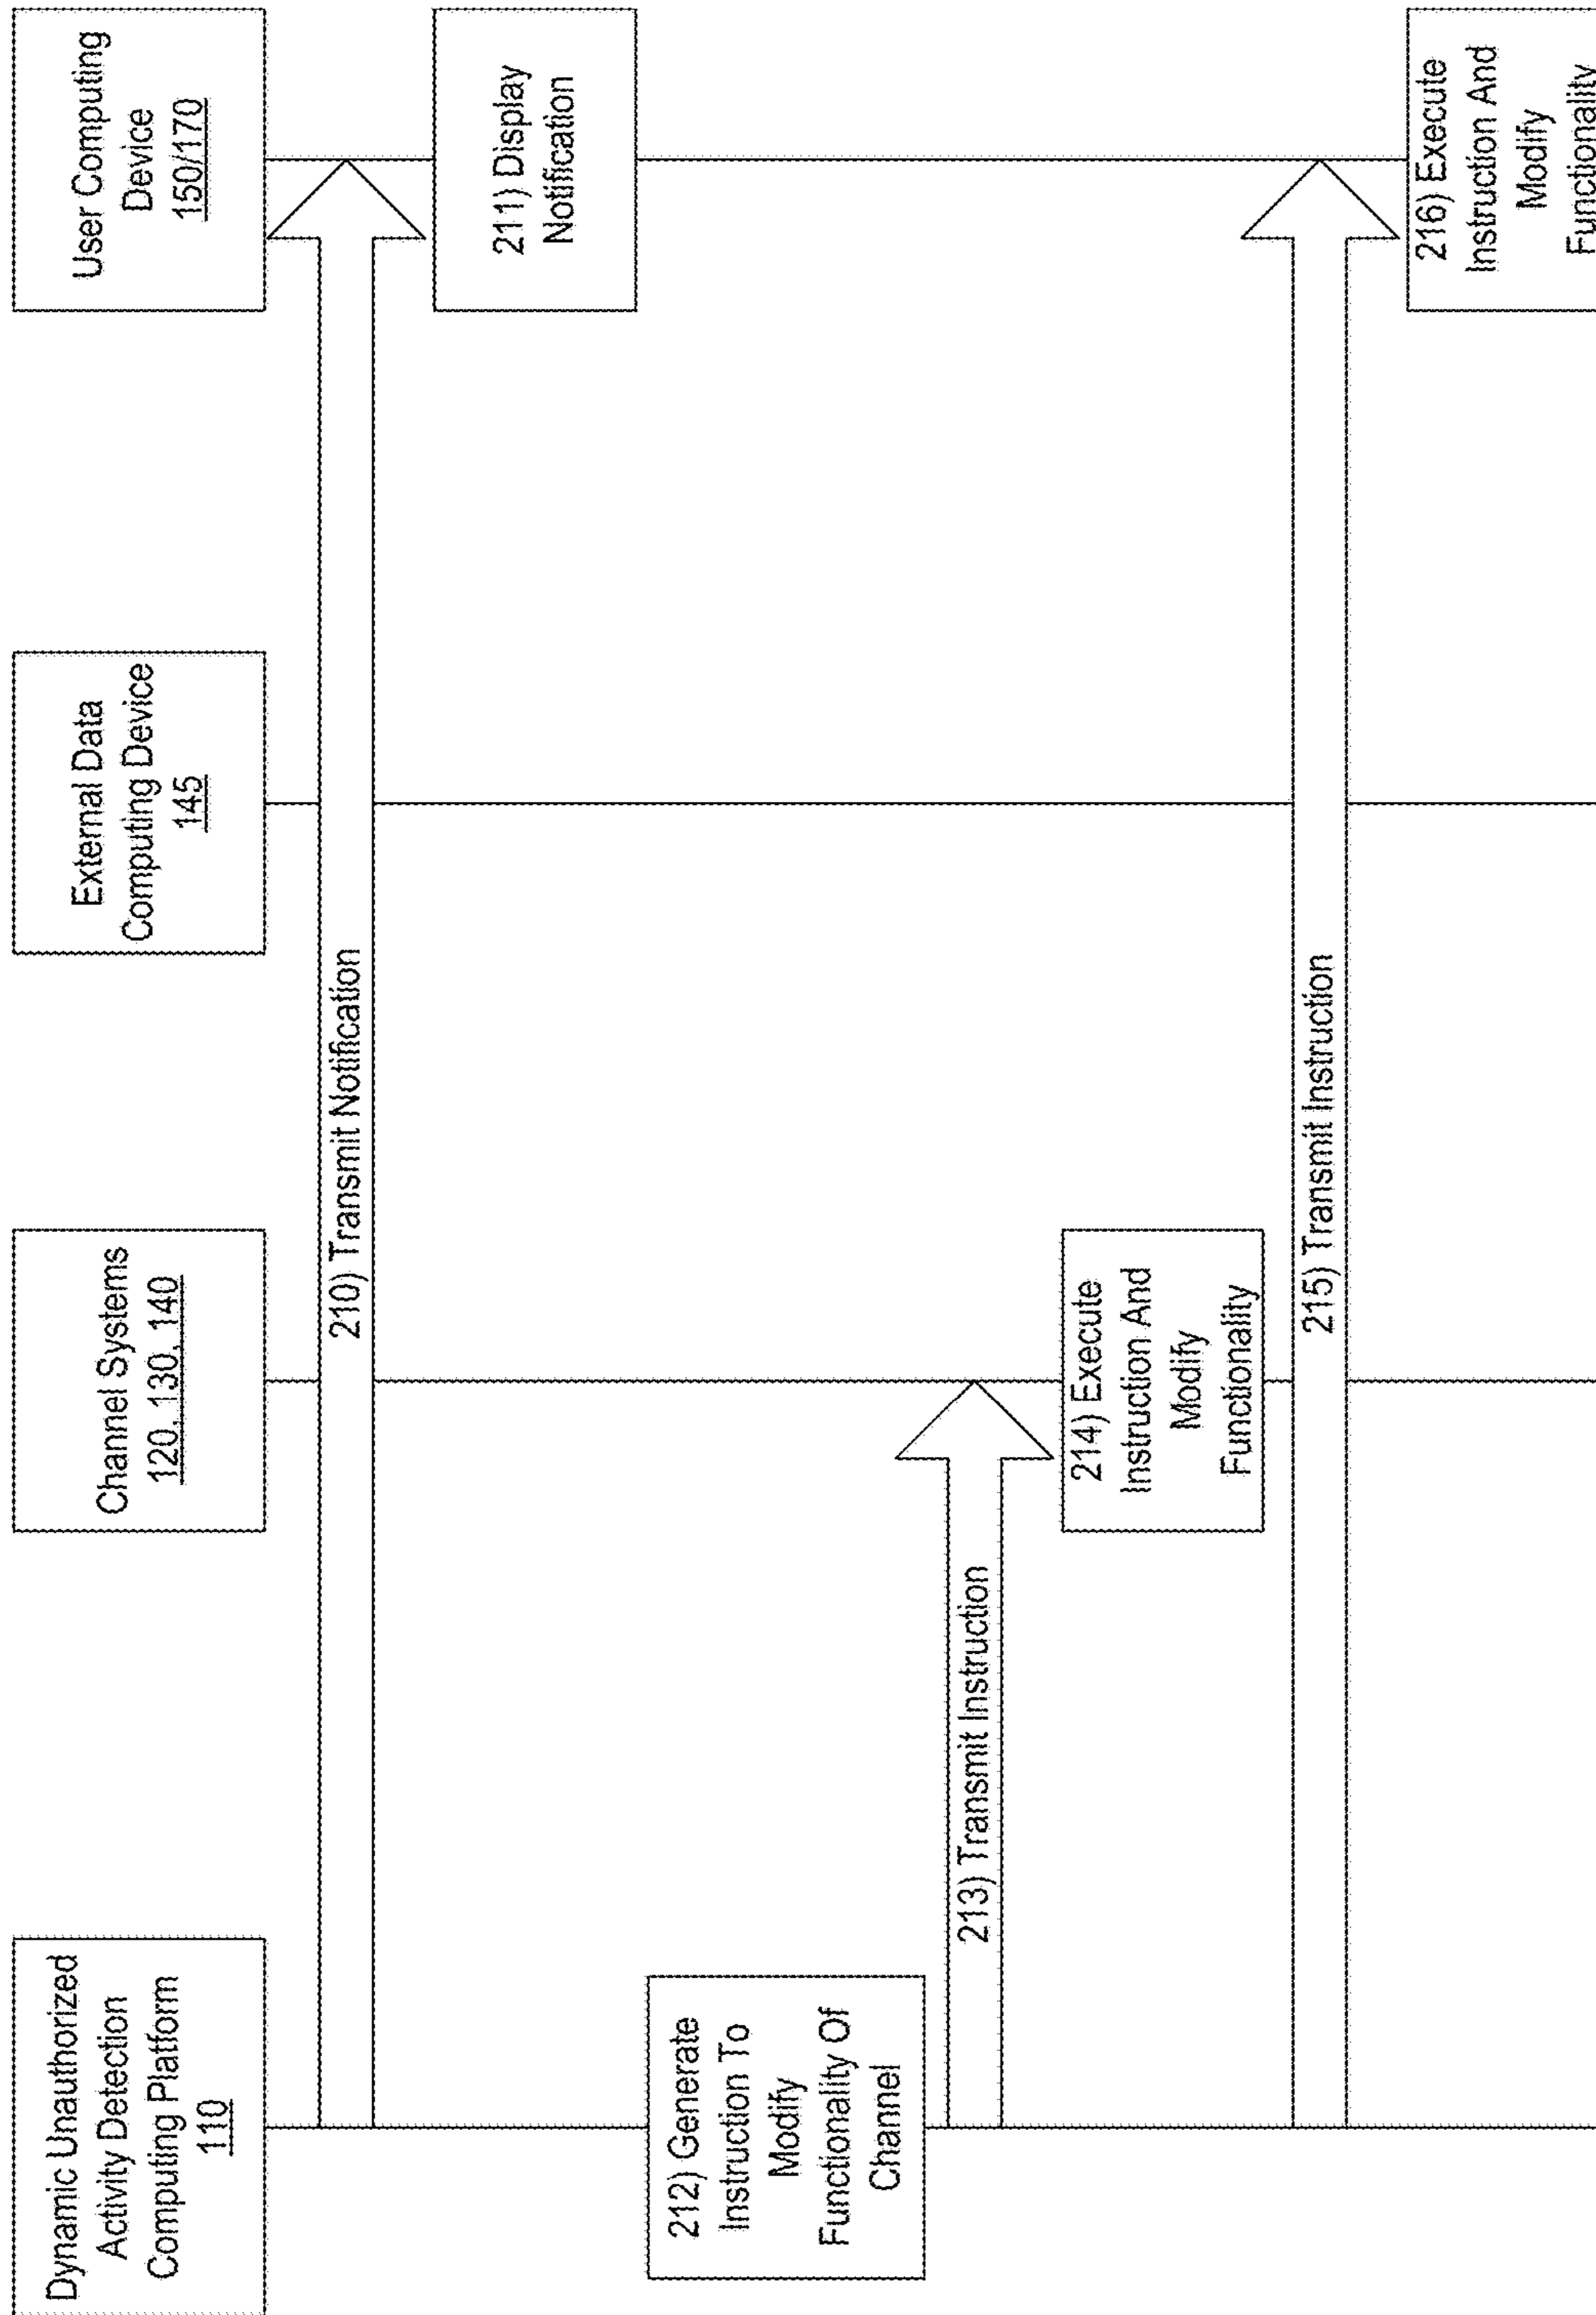 Dynamic Unauthorized
Activity Detection
Computing Platform
110
Channel Systems
120, 130, 140
External Data
Computing Device
145
User Computing
Device
150/170
210) Transmit Notification
211) Display
Notification
212) Generate
Instruction To
Modify
Functionality Of
Channel
213) Transmit Instruction
214) Execute
Instruction And
Modify
Functionality
215) Transmit Instruction
216) Execute
Instruction And
Modify
Functionality